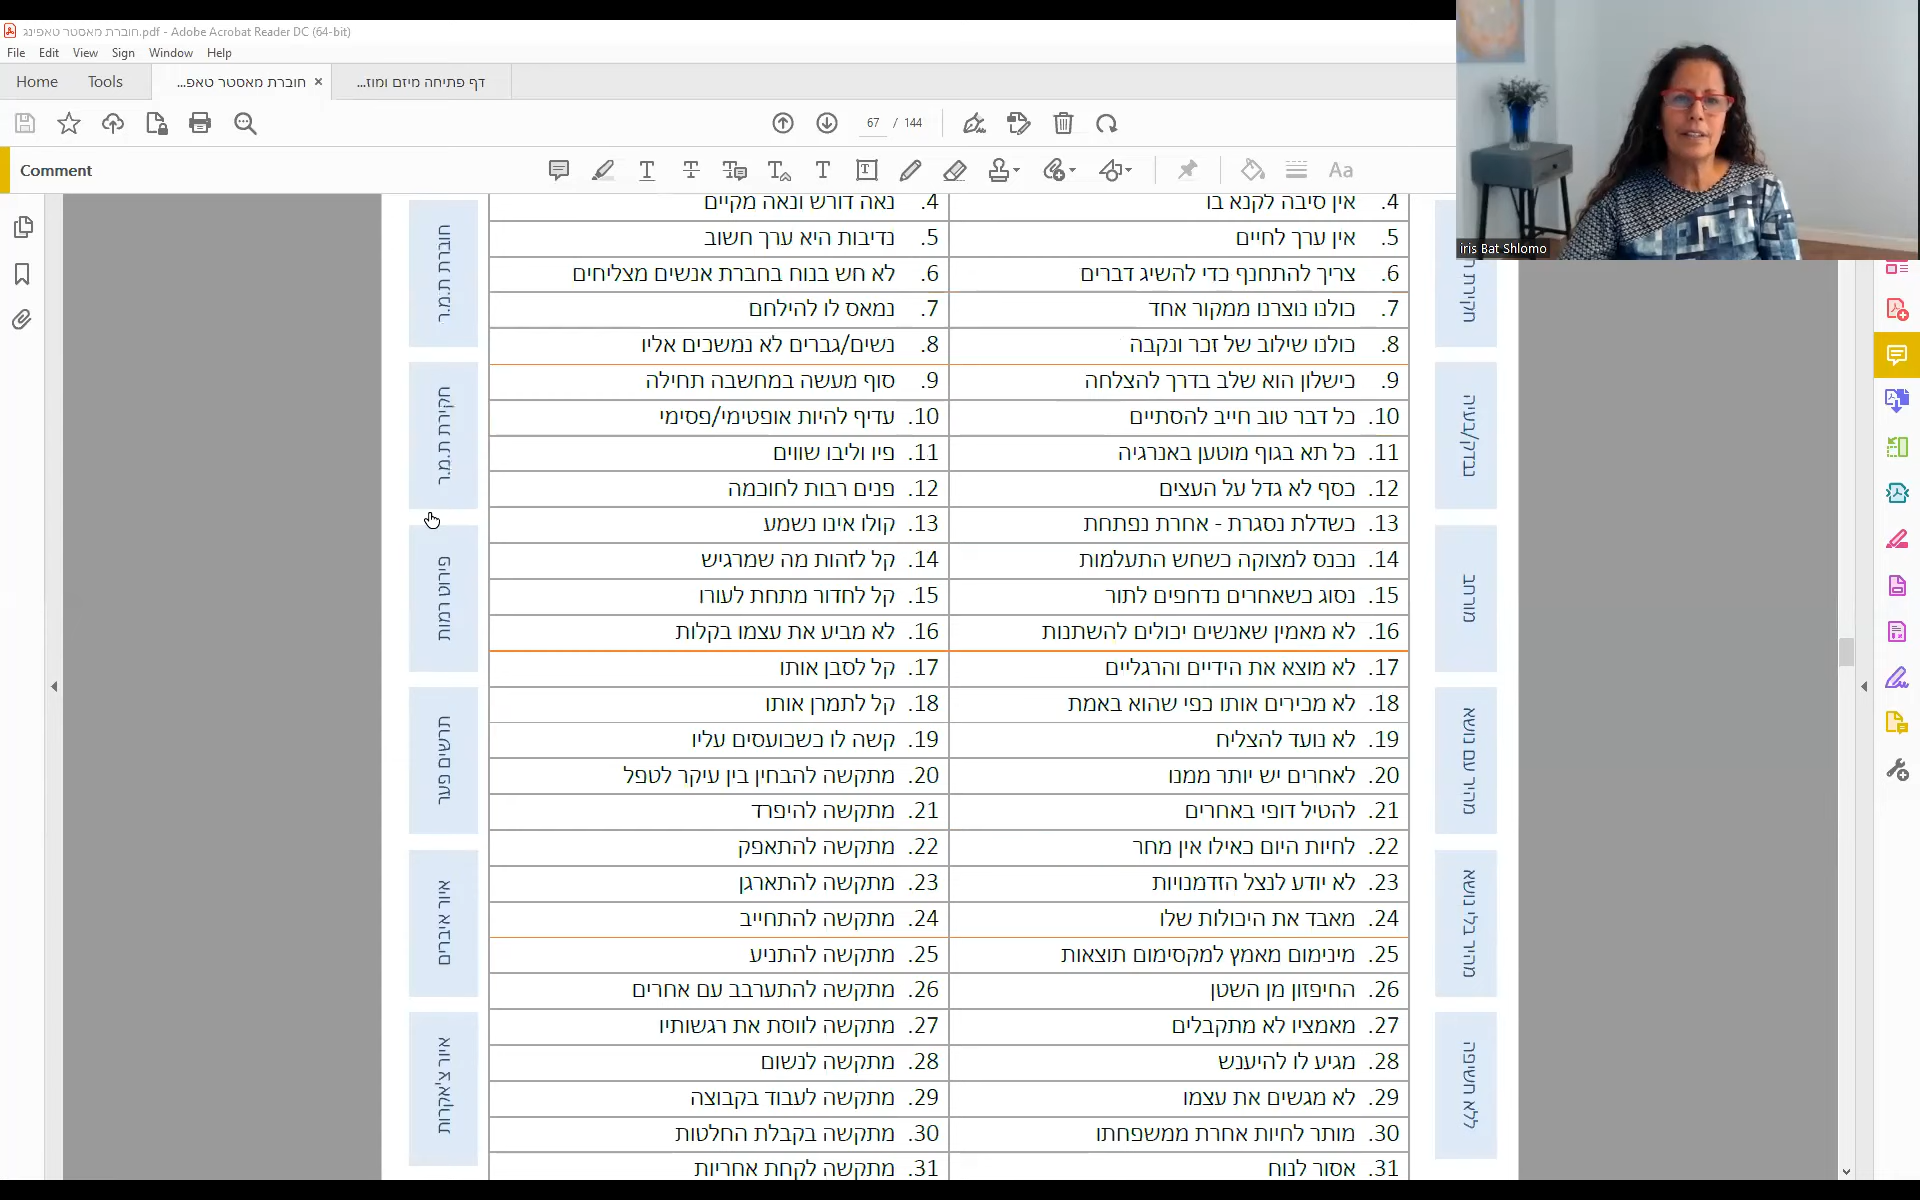 חוברת מאסטר טאפינג.pdf - Adobe Acrobat Reader DC (64-bit)
File Edit View Sign Window Help
Home Tools חוברת מאסטר טאפ... × דף פתיחה מיזם ומוז...
67 / 144
Comment
iris Bat Shlomo
4. אין סיבה לקנא בו
5. אין ערך לחיים
6. צריך להתחנף כדי להשיג דברים
7. כולנו נוצרנו ממקור אחד
8. כולנו שילוב של זכר ונקבה
9. כישלון הוא שלב בדרך להצלחה
10. כל דבר טוב חייב להסתיים
11. כל תא בגוף מוטען באנרגיה
12. כסף לא גדל על העצים
13. כשדלת נסגרת - אחרת נפתחת
14. נכנס למצוקה כשחש התעלמות
15. נסוג כשאחרים נדחפים לתור
16. לא מאמין שאנשים יכולים להשתנות
17. לא מוצא את הידיים והרגליים
18. לא מכירים אותו כפי שהוא באמת
19. לא נועד להצליח
20. לאחרים יש יותר ממנו
21. להטיל דופי באחרים
22. לחיות היום כאילו אין מחר
23. לא יודע לנצל הזדמנויות
24. מאבד את היכולות שלו
25. מינימום מאמץ למקסימום תוצאות
26. החיפזון מן השטן
27. מאמציו לא מתקבלים
28. מגיע לו להיענש
29. לא מגשים את עצמו
30. מותר לחיות אחרת ממשפחתו
31. אסור לנוח
4. נאה דורש ונאה מקיים
5. נדיבות היא ערך חשוב
6. לא חש בנוח בחברת אנשים מצליחים
7. נמאס לו להילחם
8. נשים/גברים לא נמשכים אליו
9. סוף מעשה במחשבה תחילה
10. עדיף להיות אופטימי/פסימי
11. פיו וליבו שווים
12. פנים רבות לחוכמה
13. קולו אינו נשמע
14. קל לזהות מה שמרגיש
15. קל לחדור מתחת לעורו
16. לא מביע את עצמו בקלות
17. קל לסבן אותו
18. קל לתמרן אותו
19. קשה לו כשכועסים עליו
20. מתקשה להבחין בין עיקר לטפל
21. מתקשה להיפרד
22. מתקשה להתאפק
23. מתקשה להתארגן
24. מתקשה להתחייב
25. מתקשה להתניע
26. מתקשה להתערבב עם אחרים
27. מתקשה לווסת את רגשותיו
28. מתקשה לנשום
29. מתקשה לעבוד בקבוצה
30. מתקשה בקבלת החלטות
31. מתקשה לקחת אחריות
נבדק/בעיה
מורחב
מהיר עם נושא
מהיר בלי נושא
ללא חשיפה
חוברת ת.מ.ר
חקירת ת.מ.ר
פירוט רמות
תרשים פער
איור איברים
איור צ'אקרות